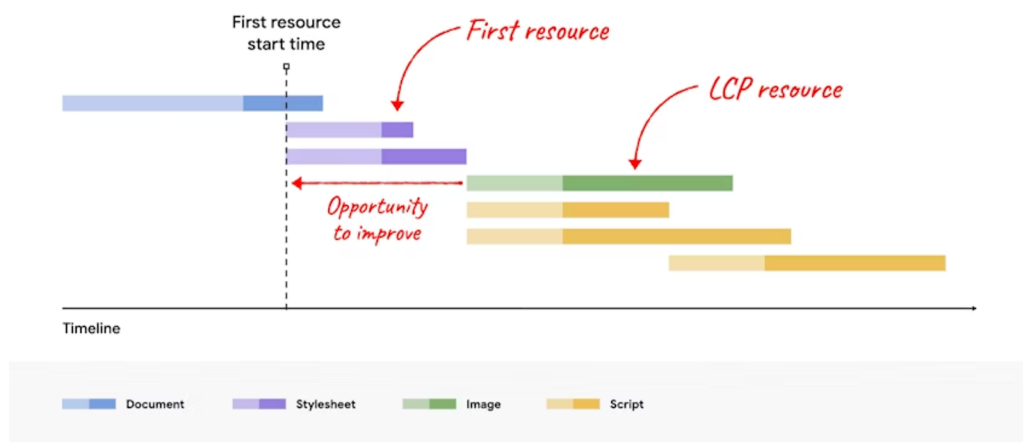 First resource
start time
First resource
LCP resource
Opportunity
to improve
Timeline
Document
Stylesheet
Image
Script